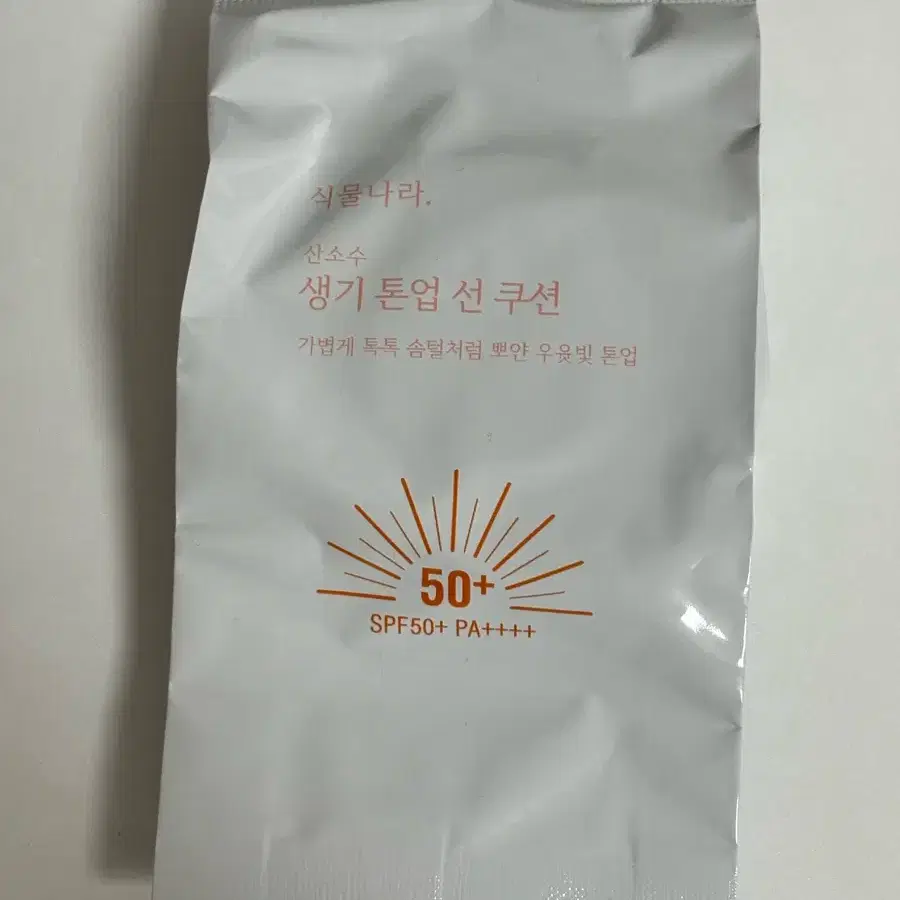 식물나라.
산소수
생기 톤업 선 쿠션
가볍게 톡톡 솜털처럼 뽀얀 우윳빛 톤업
50+
SPF50+ PA++++